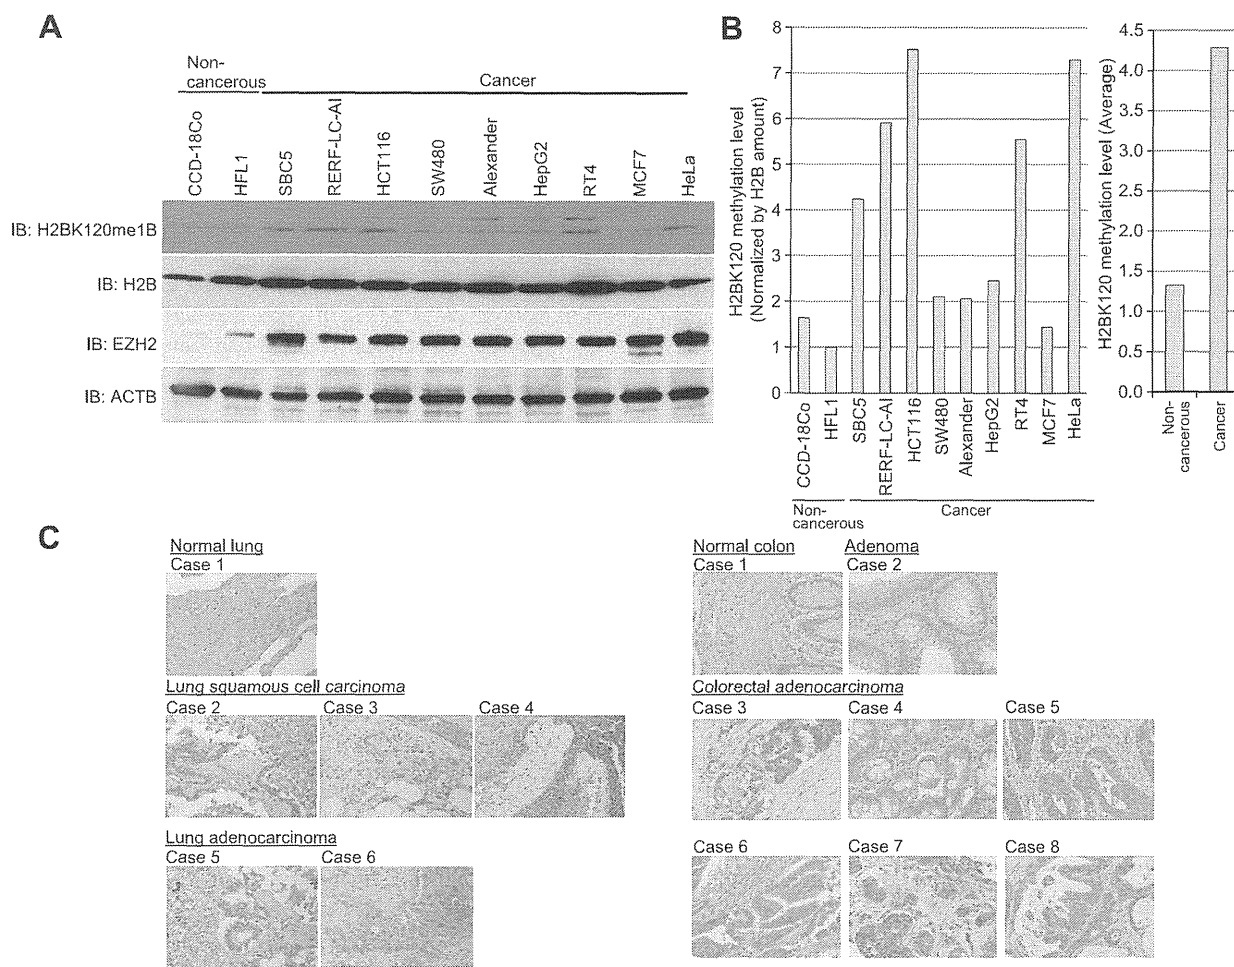 A
Non-
cancerous
Cancer
CCD-18Co
HFL1
SBC5
RERF-LC-AI
HCT116
SW480
Alexander
HepG2
RT4
MCF7
HeLa
IB: H2BK120me1B
IB: H2B
IB: EZH2
IB: ACTB
B
H2BK120 methylation level
(Normalized by H2B amount)
8
7
6
5
4
3
2
1
0
CCD-18Co
HFL1
SBC5
RERF-LC-AI
HCT116
SW480
Alexander
HepG2
RT4
MCF7
HeLa
Non-
cancerous
Cancer
H2BK120 methylation level (Average)
4.5
4.0
3.5
3.0
2.5
2.0
1.5
1.0
0.5
0.0
Non-
cancerous
Cancer
C
Normal lung
Case 1
Lung squamous cell carcinoma
Case 2 Case 3 Case 4
Lung adenocarcinoma
Case 5 Case 6
Normal colon Adenoma
Case 1 Case 2
Colorectal adenocarcinoma
Case 3 Case 4 Case 5
Case 6 Case 7 Case 8